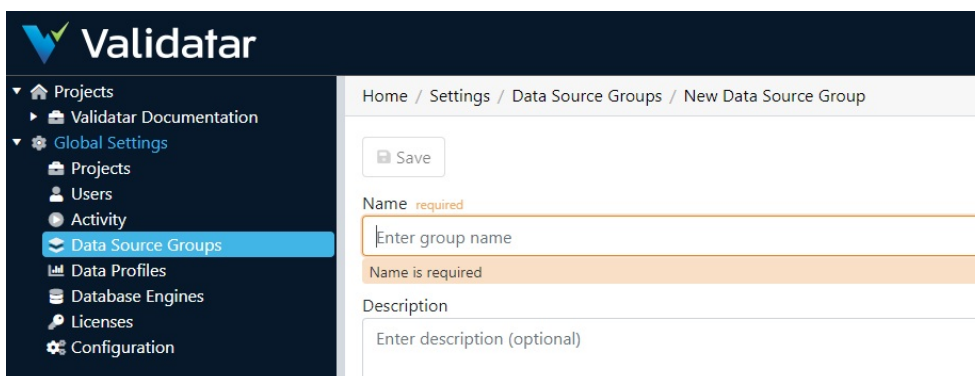 Validatar
Projects
Validatar Documentation
Global Settings
Projects
Users
Activity
Data Source Groups
Data Profiles
Database Engines
Licenses
Configuration
Home / Settings / Data Source Groups / New Data Source Group
Save
Name required
Enter group name
Name is required
Description
Enter description (optional)